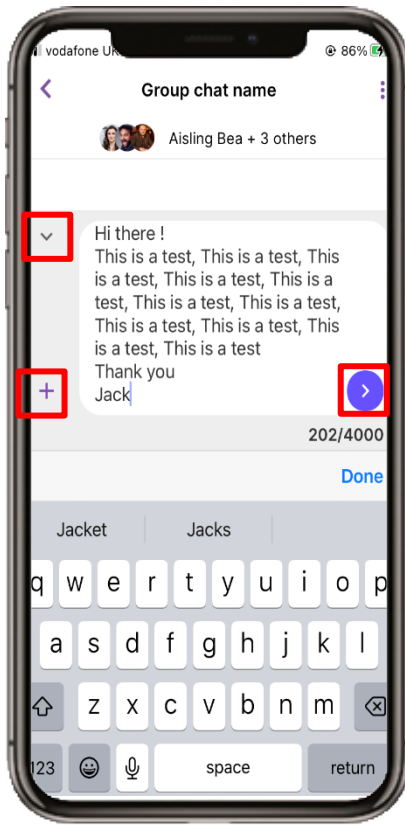 vodafone UK
86%
Group chat name
Aisling Bea + 3 others
Hi there !
This is a test, This is a test, This
is a test, This is a test, This is a
test, This is a test, This is a test,
This is a test, This is a test, This
is a test, This is a test
Thank you
Jack
202/4000
Done
Jacket Jacks
q w e r t y u i o p
a s d f g h j k l
z x c v b n m
123 space return